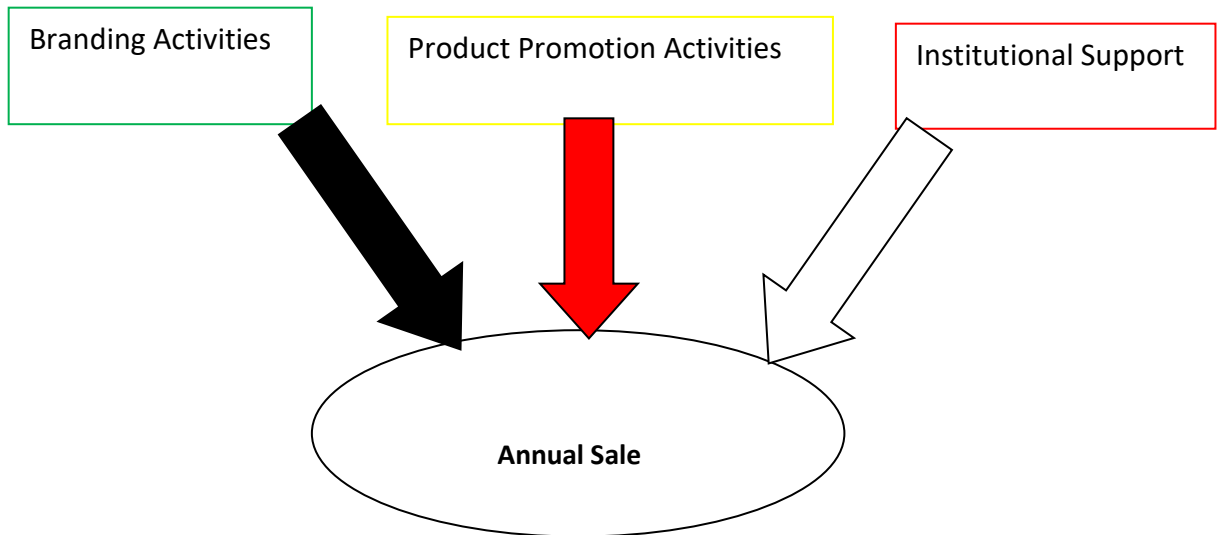 Branding Activities
Product Promotion Activities
Institutional Support
Annual Sale